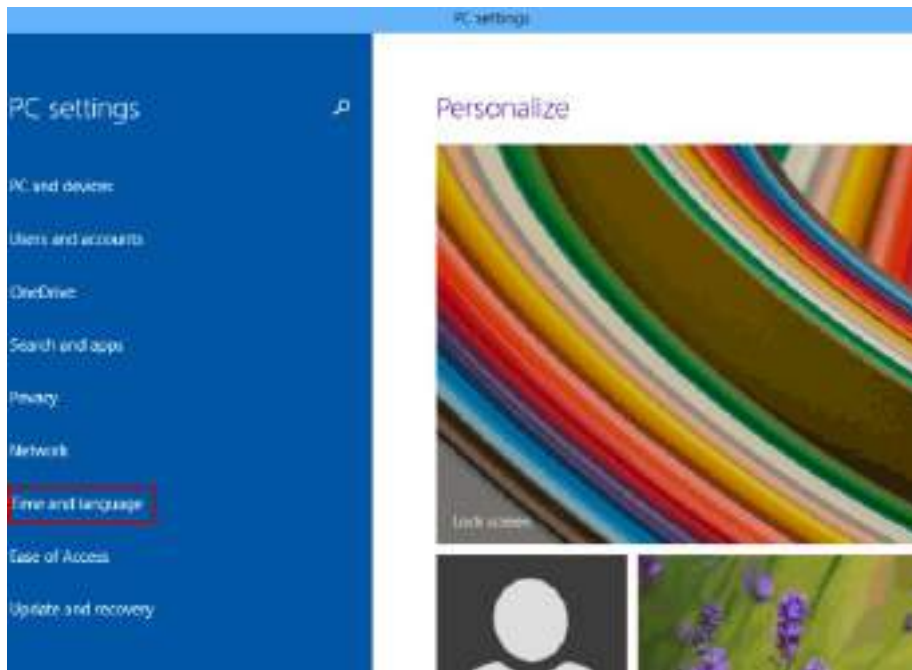 PC settings
PC settings
Personalize
PC and devices
Users and accounts
OneDrive
Search and apps
Privacy
Network
Time and language
Ease of Access
Update and recovery
Lock screen